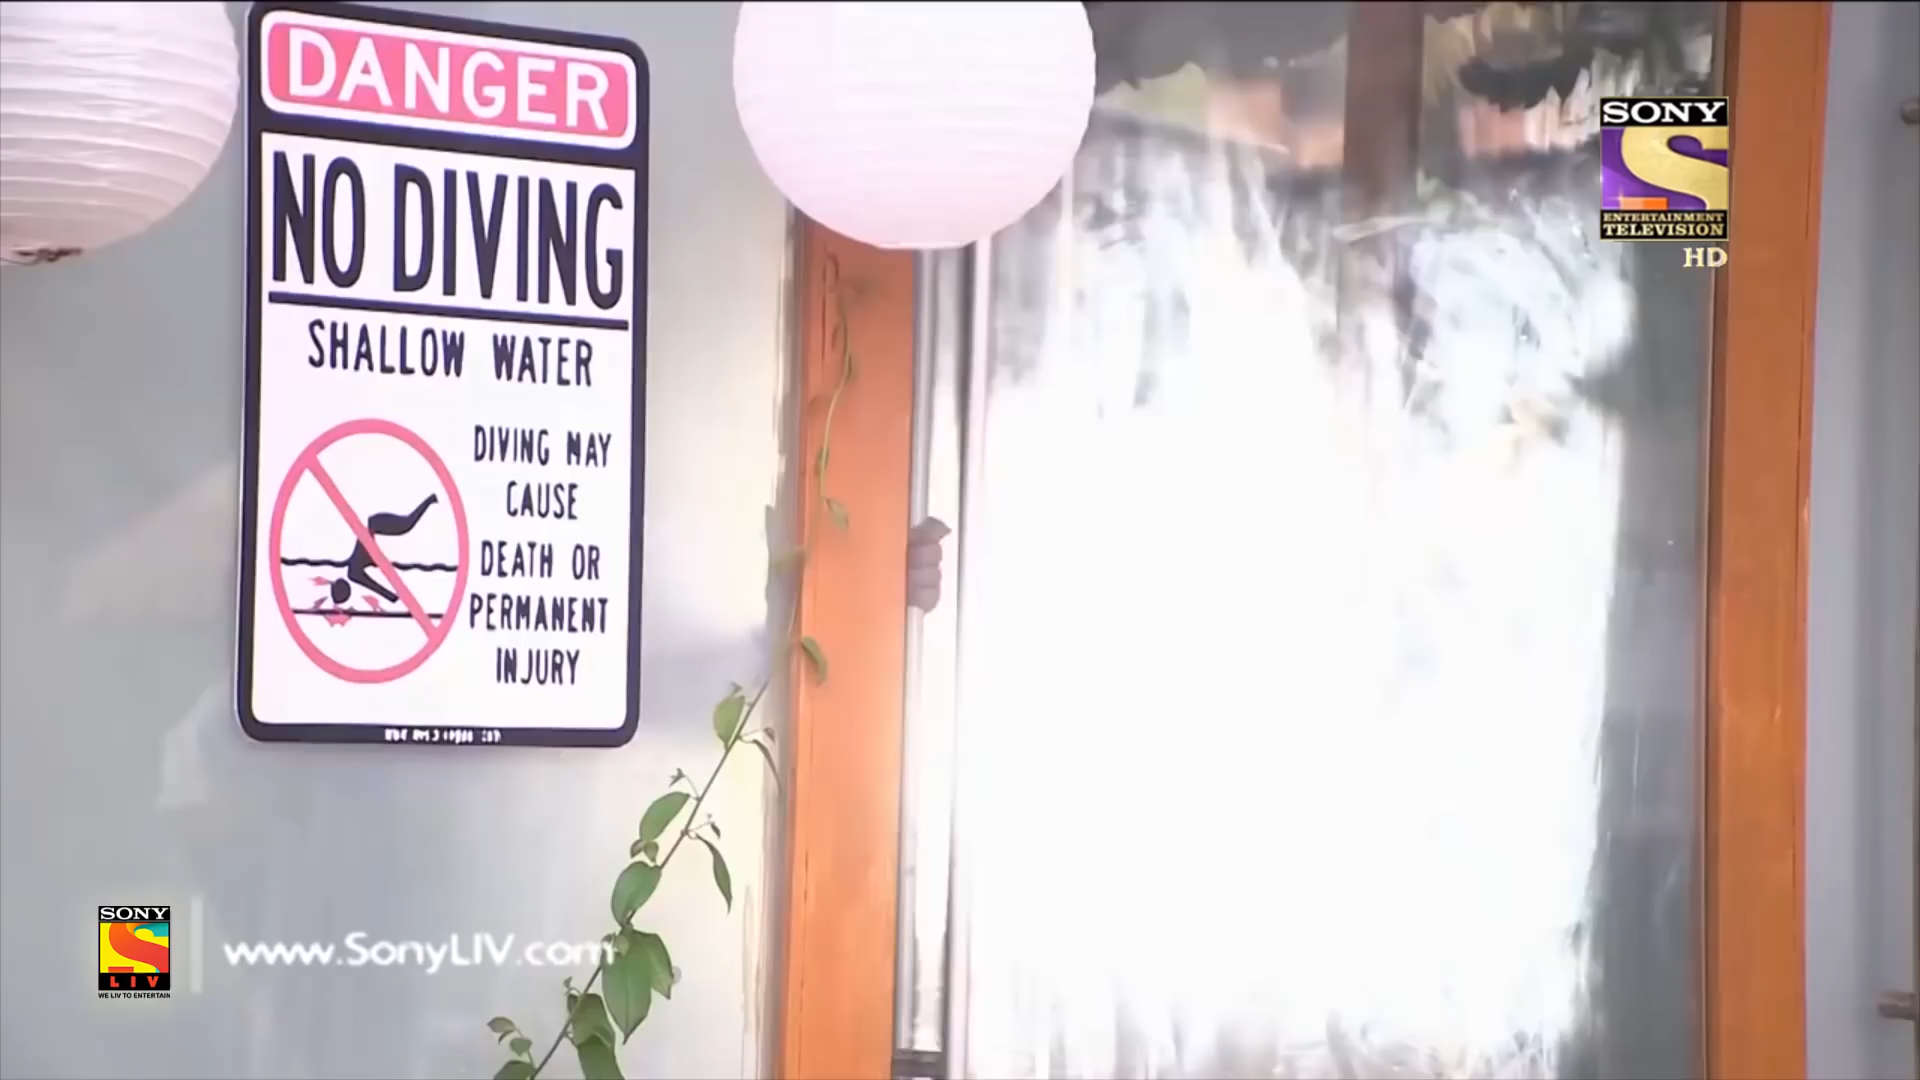 DANGER
NO DIVING
SHALLOW WATER
DIVING MAY
CAUSE
DEATH OR
PERMANENT
INJURY
SONY
ENTERTAINMENT
TELEVISION
HD
SONY
LIV
WE LIV TO ENTERTAIN
www.SonyLIV.com